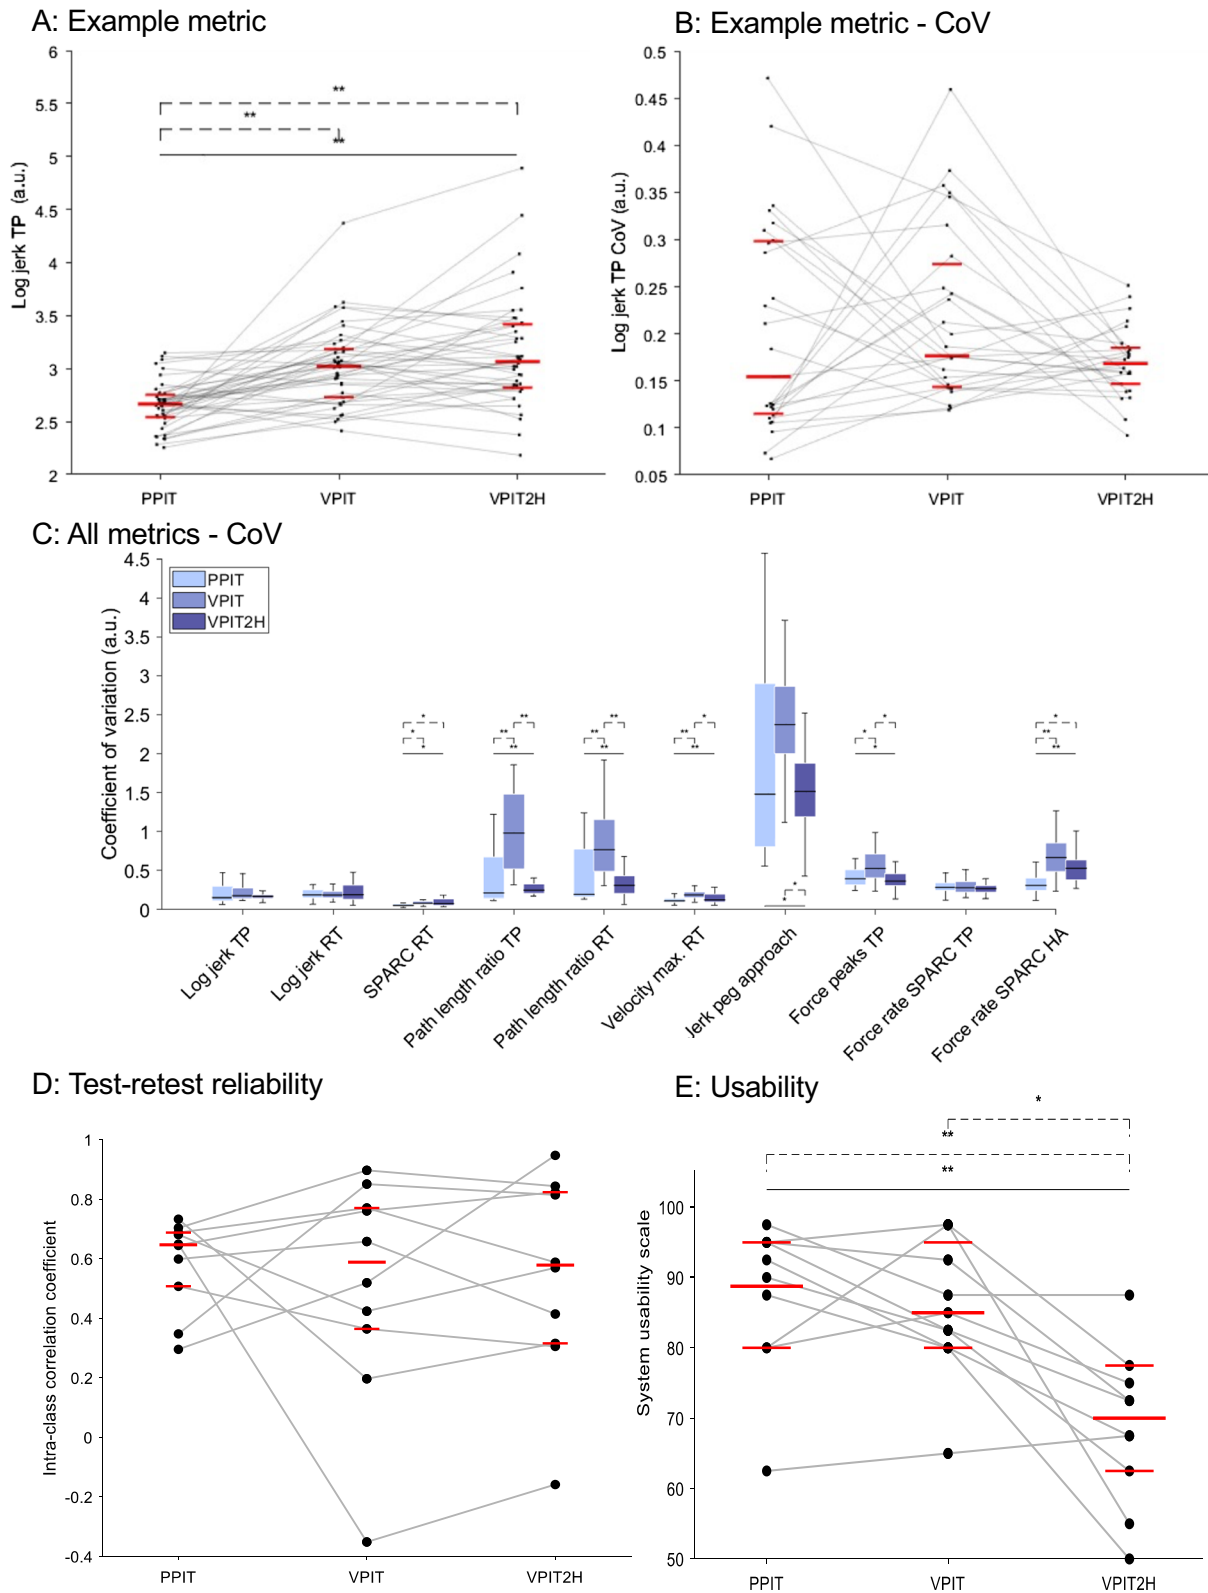 A: Example metric
6
5.5
5
4.5
4
3.5
3
2.5
2
Log jerk TP (a.u.)
**
**
**
PPIT
VPIT
VPIT2H
B: Example metric - CoV
0.5
0.45
0.4
0.35
0.3
0.25
0.2
0.15
0.1
0.05
Log jerk TP CoV (a.u.)
PPIT
VPIT
VPIT2H
C: All metrics - CoV
4.5
4
3.5
3
2.5
2
1.5
1
0.5
0
Coefficient of variation (a.u.)
PPIT
VPIT
VPIT2H
*
*
*
**
**
**
**
**
**
*
**
**
*
*
*
*
*
*
**
**
Log jerk TP
Log jerk RT
SPARC RT
Path length ratio TP
Path length ratio RT
Velocity max. RT
Jerk peg approach
Force peaks TP
Force rate SPARC TP
Force rate SPARC HA
D: Test-retest reliability
1
0.8
0.6
0.4
0.2
0
-0.2
-0.4
Intra-class correlation coefficient
PPIT
VPIT
VPIT2H
E: Usability
*
**
**
100
90
80
70
60
50
System usability scale
PPIT
VPIT
VPIT2H